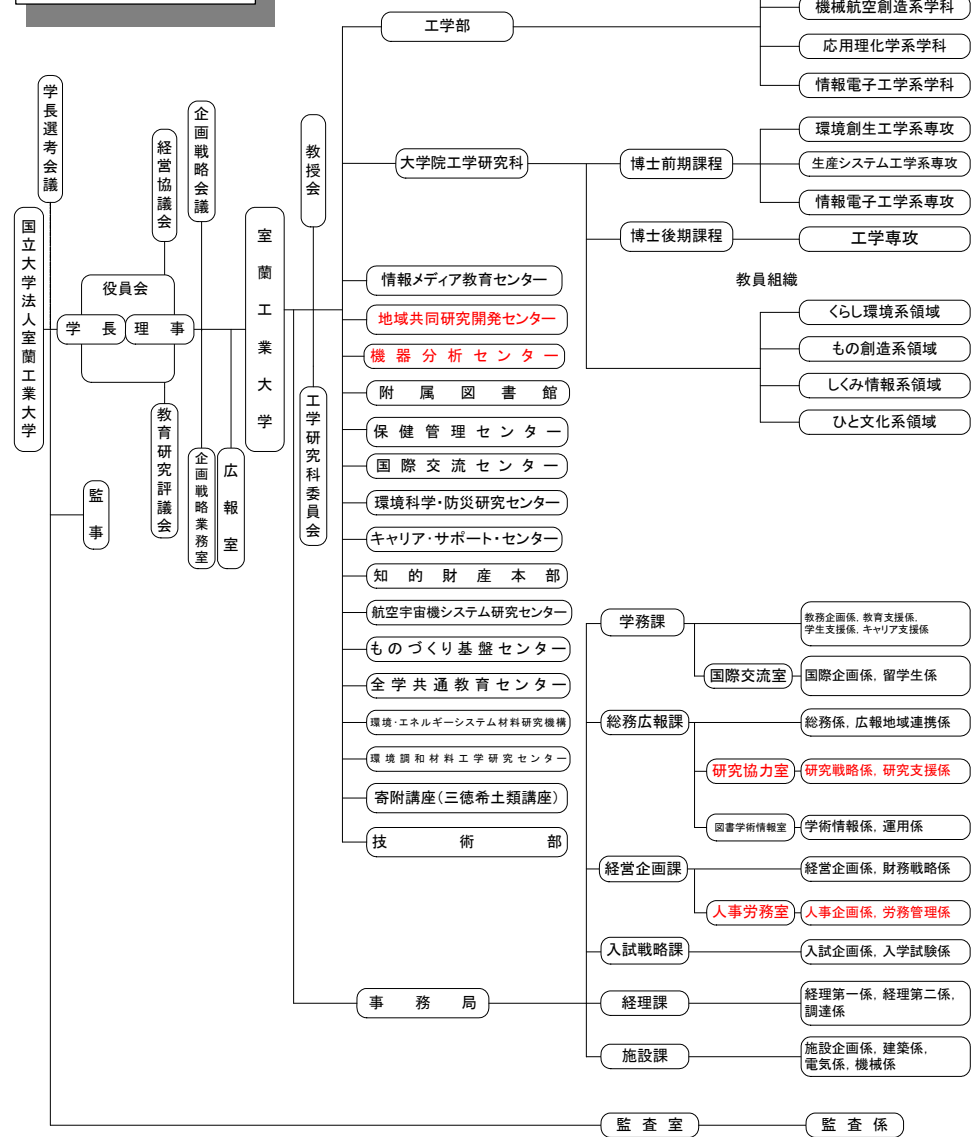 機械航空創造系学科
工学部
応用理化学系学科
情報電子工学系学科
学長選考会議
企画戦略会議
経営協議会
教授会
大学院工学研究科
博士前期課程
環境創生工学系専攻
生産システム工学系専攻
情報電子工学系専攻
博士後期課程
工学専攻
教員組織
くらし環境系領域
もの創造系領域
しくみ情報系領域
ひと文化系領域
国立大学法人室蘭工業大学
役員会
学長
理事
室蘭工業大学
監事
教育研究評議会
企画戦略業務室
広報室
工学研究科委員会
情報メディア教育センター
地域共同研究開発センター
機器分析センター
附属図書館
保健管理センター
国際交流センター
環境科学・防災研究センター
キャリア・サポート・センター
知的財産本部
航空宇宙機システム研究センター
ものづくり基盤センター
全学共通教育センター
環境・エネルギーシステム材料研究機構
環境調和材料工学研究センター
寄附講座(三徳希土類講座)
技術部
事務局
学務課
教務企画係, 教育支援係,
学生支援係, キャリア支援係
国際交流室
国際企画係, 留学生係
総務広報課
総務係, 広報地域連携係
研究協力室
研究戦略係, 研究支援係
図書学術情報室
学術情報係, 運用係
経営企画課
経営企画係, 財務戦略係
人事労務室
人事企画係, 労務管理係
入試戦略課
入試企画係, 入学試験係
経理課
経理第一係, 経理第二係,
調達係
施設課
施設企画係, 建築係,
電気係, 機械係
監査室
監査係